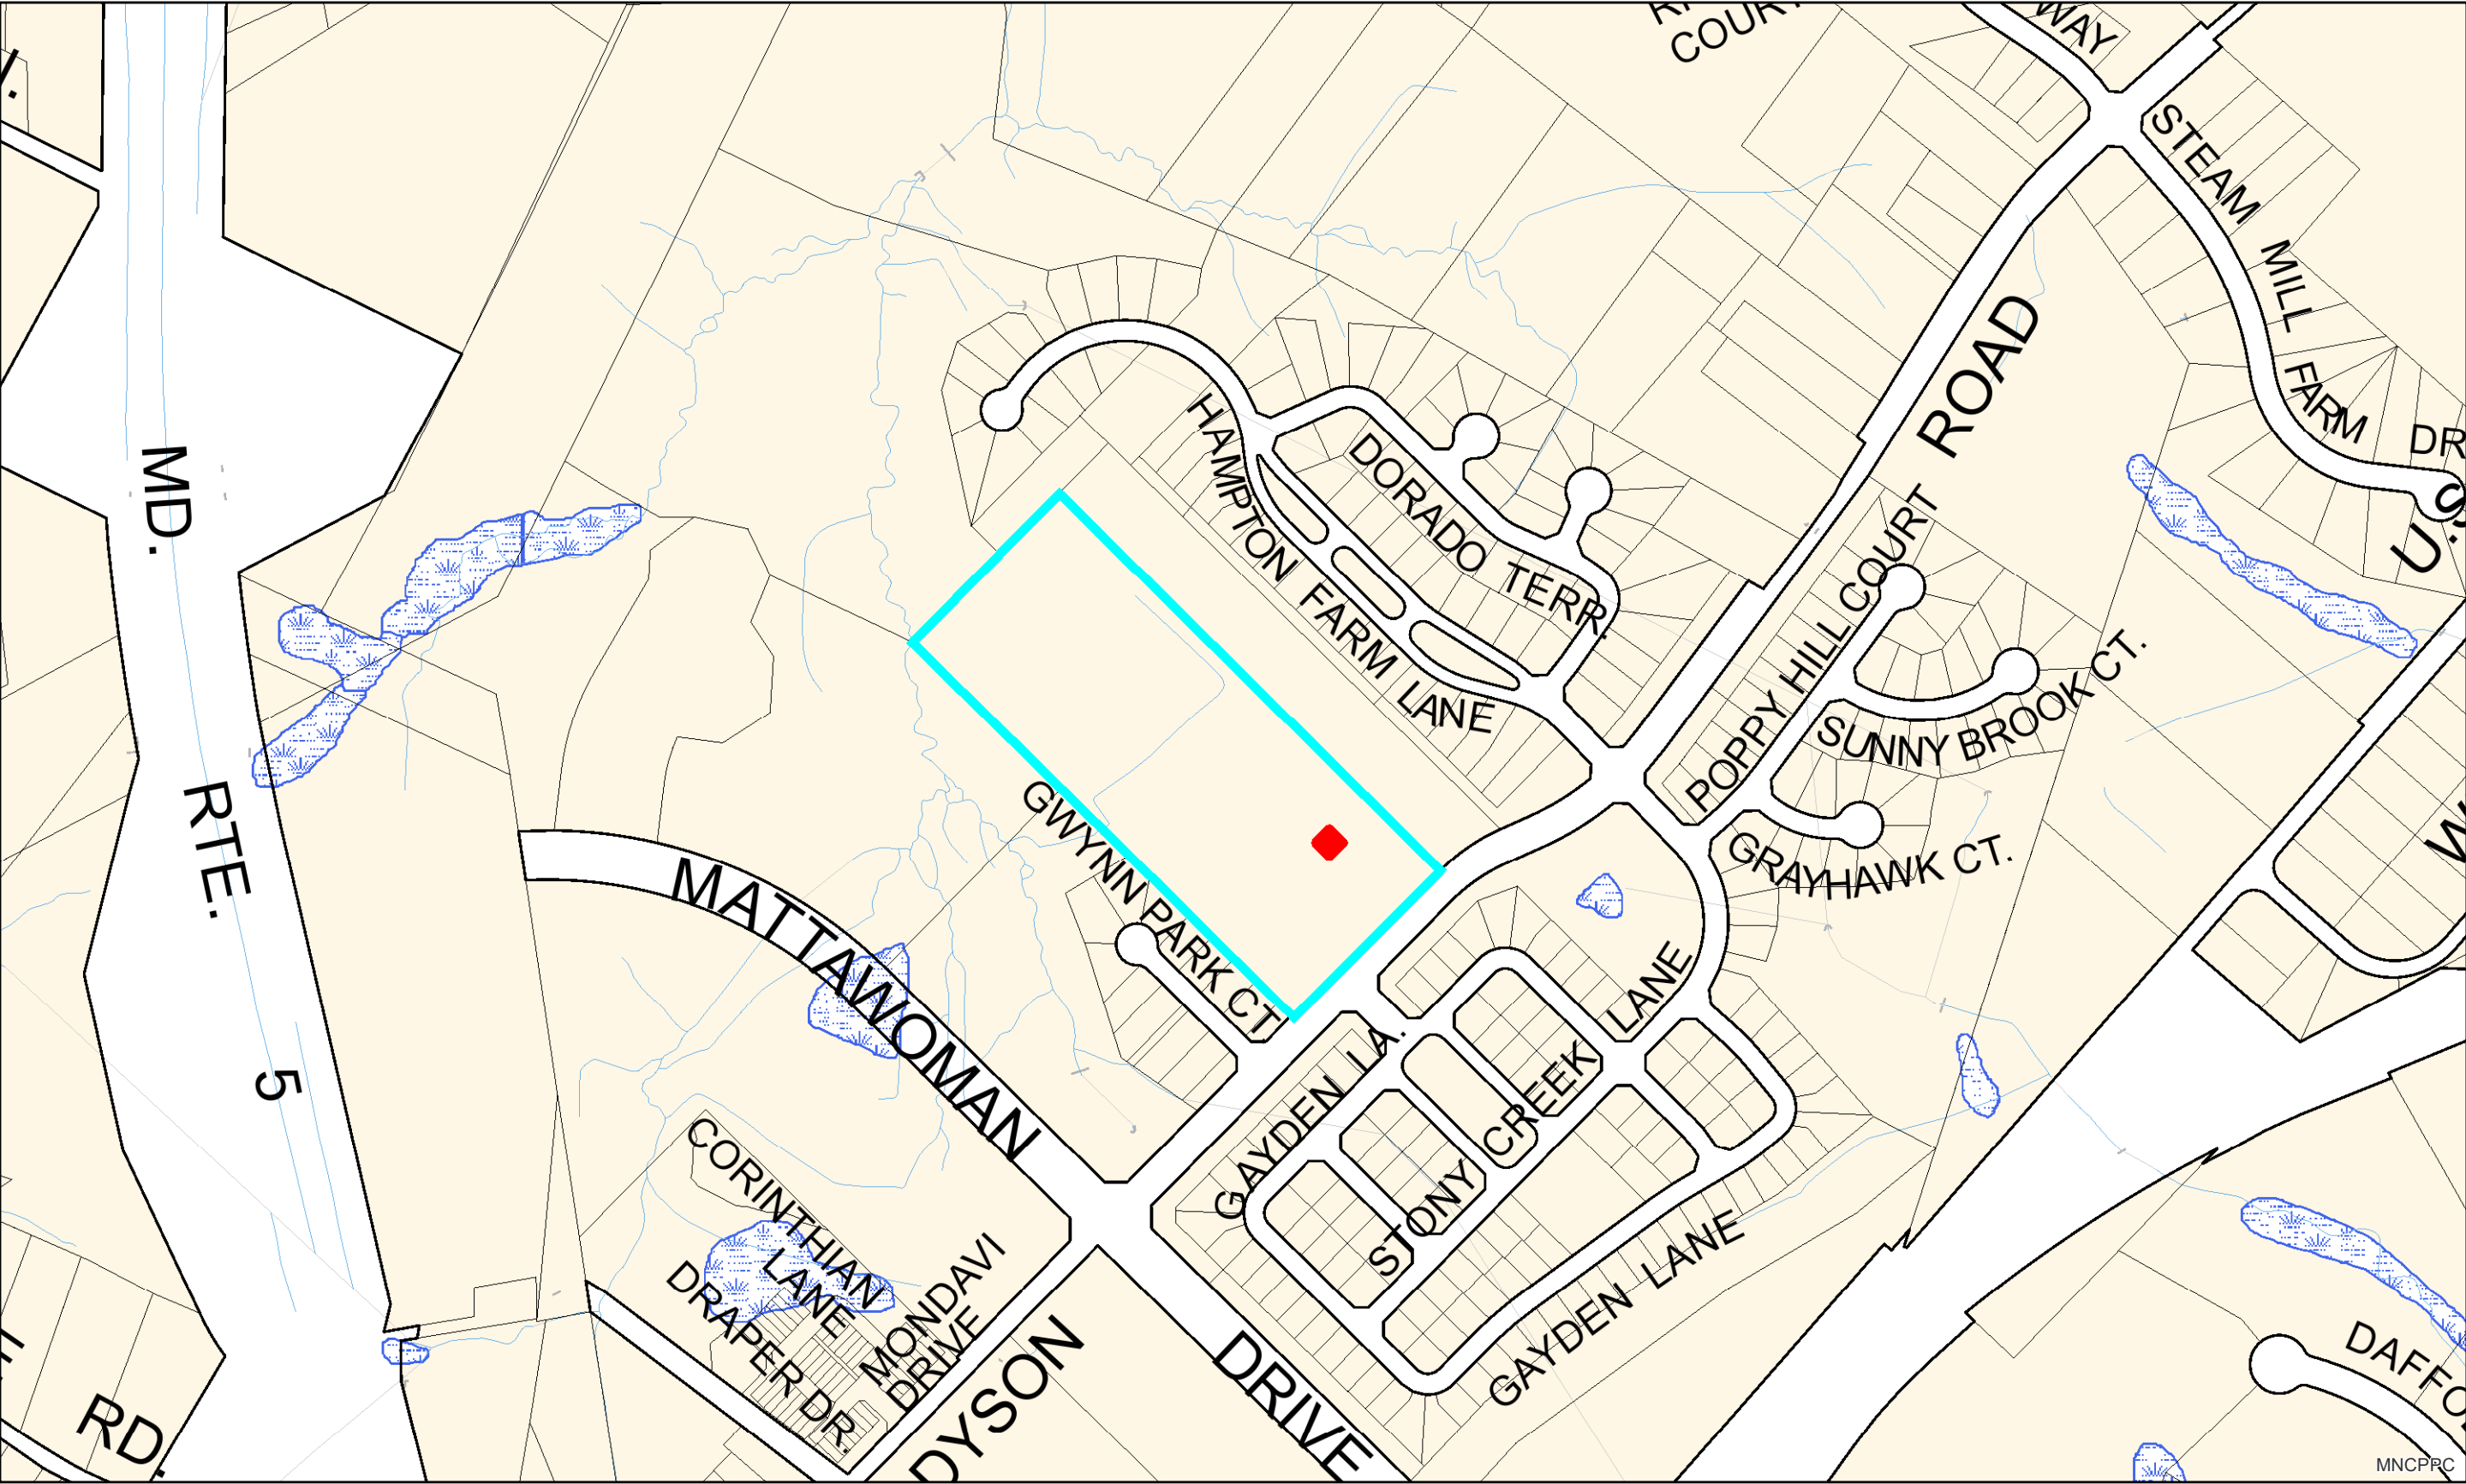 COURT
WAY
STEAM MILL FARM DR
U.S
ROAD
MD. RTE. 5
HAMPTON FARM LANE
DORADO TERR.
POPPY HILL COURT
SUNNY BROOK CT.
GRAYHAWK CT.
GWYNN PARK CT.
MATTAWOMAN
DRIVE
GAYDEN LA.
STONY CREEK
LANE
GAYDEN LANE
CORINTHIAN
LANE
DRAPER DR.
MONDAVI
DRIVE
DYSON
RD.
DAFFO
MNCPPC